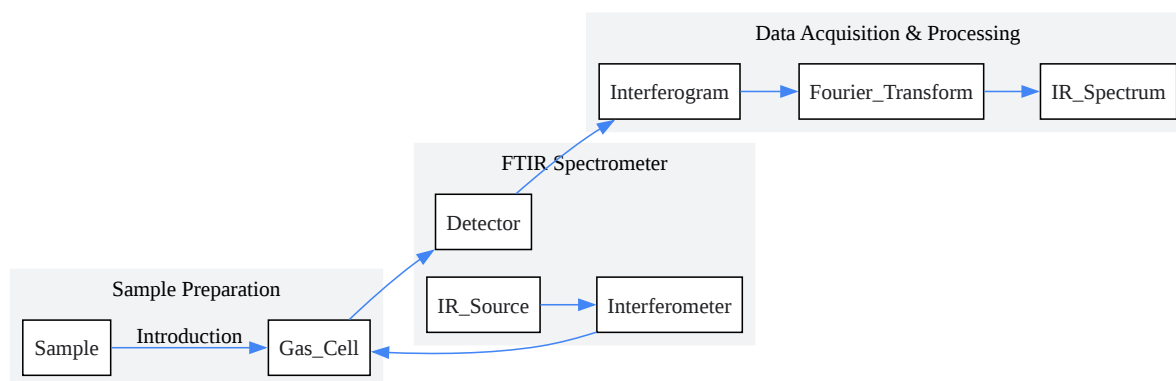 Data Acquisition & Processing
Interferogram
Fourier_Transform
IR_Spectrum
FTIR Spectrometer
Detector
IR_Source
Interferometer
Sample Preparation
Sample
Introduction
Gas_Cell